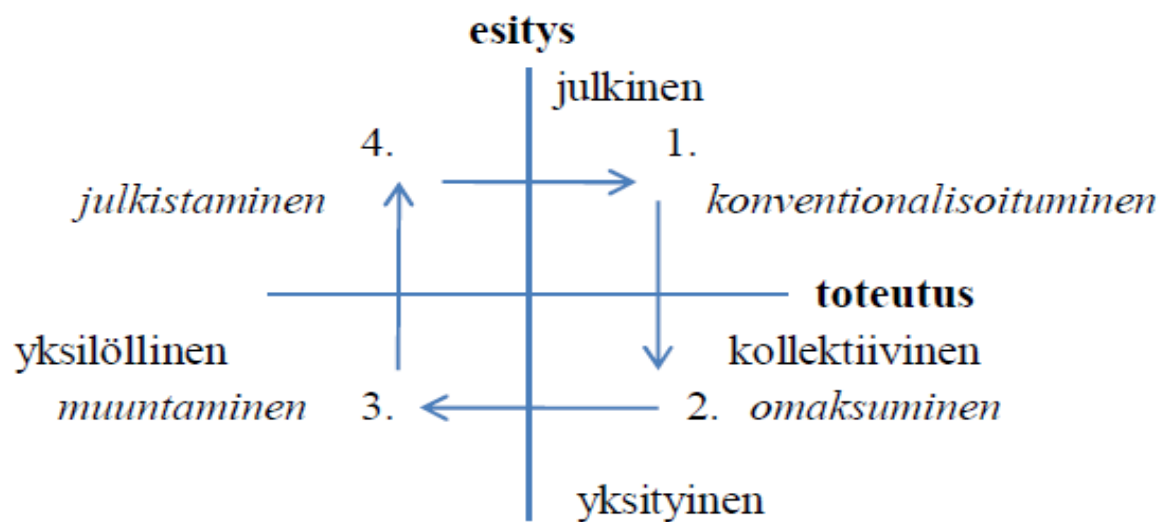 esitys
julkinen
4. 1.
julkistaminen konventionalisoituminen
toteutus
yksilöllinen kollektiivinen
muuntaminen 3. 2. omaksuminen
yksityinen